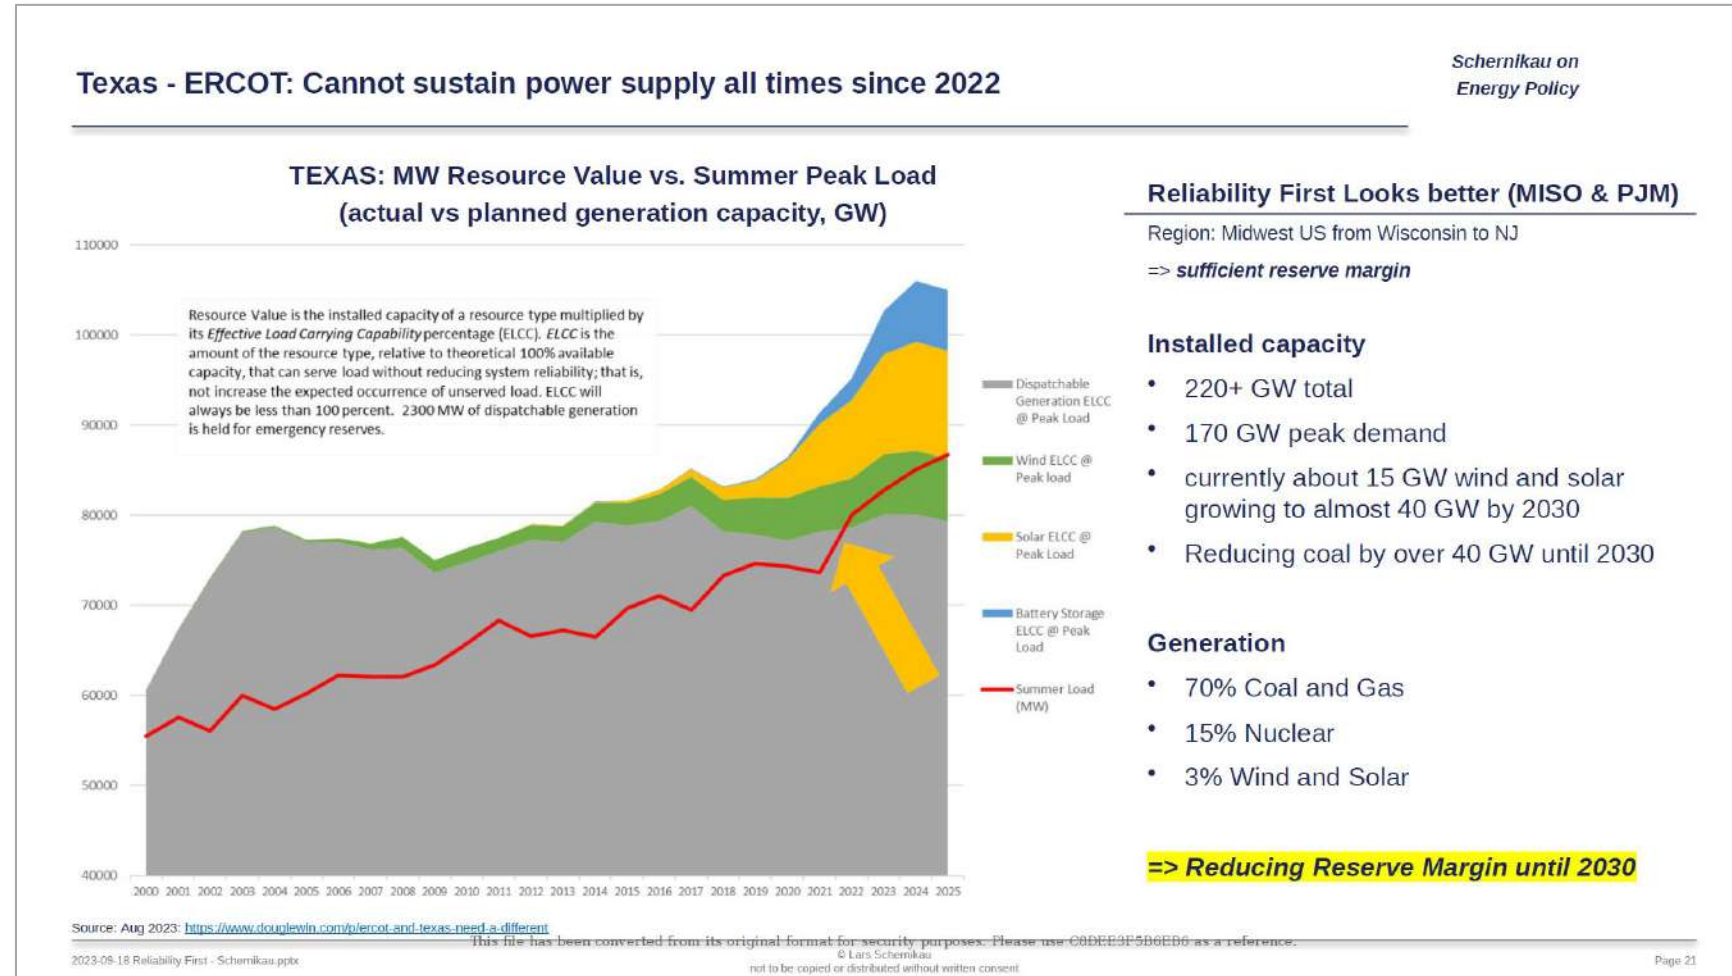 Texas - ERCOT: Cannot sustain power supply all times since 2022
Schernikau on
Energy Policy
TEXAS: MW Resource Value vs. Summer Peak Load
(actual vs planned generation capacity, GW)
110000
100000
90000
80000
70000
60000
50000
40000
Resource Value is the installed capacity of a resource type multiplied by
its Effective Load Carrying Capability percentage (ELCC). ELCC is the
amount of the resource type, relative to theoretical 100% available
capacity, that can serve load without reducing system reliability; that is,
not increase the expected occurrence of unserved load. ELCC will
always be less than 100 percent. 2300 MW of dispatchable generation
is held for emergency reserves.
2000 2001 2002 2003 2004 2005 2006 2007 2008 2009 2010 2011 2012 2013 2014 2015 2016 2017 2018 2019 2020 2021 2022 2023 2024 2025
Dispatchable
Generation ELCC
@ Peak Load
Wind ELCC @
Peak load
Solar ELCC @
Peak Load
Battery Storage
ELCC @ Peak
Load
Summer Load
(MW)
Reliability First Looks better (MISO & PJM)
Region: Midwest US from Wisconsin to NJ
=> sufficient reserve margin
Installed capacity
• 220+ GW total
• 170 GW peak demand
• currently about 15 GW wind and solar
growing to almost 40 GW by 2030
• Reducing coal by over 40 GW until 2030
Generation
• 70% Coal and Gas
• 15% Nuclear
• 3% Wind and Solar
=> Reducing Reserve Margin until 2030
Source: Aug 2023: https://www.douglewin.com/p/ercot-and-texas-need-a-different
This file has been converted from its original format for security purposes. Please use C8DEE3F5B6EB6 as a reference.
2023-09-18 Reliability First - Schernikau.pptx
© Lars Schernikau
not to be copied or distributed without written consent
Page 21